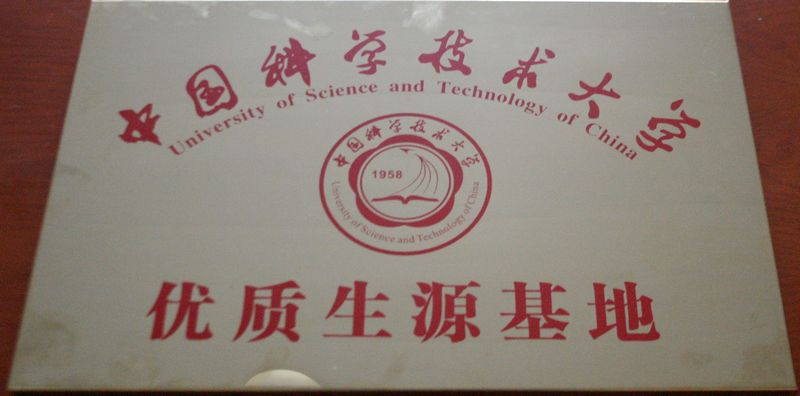 中国科学技术大学
University of Science and Technology of China
中国科学技术大学
1958
University of Science and Technology of China
优质生源基地